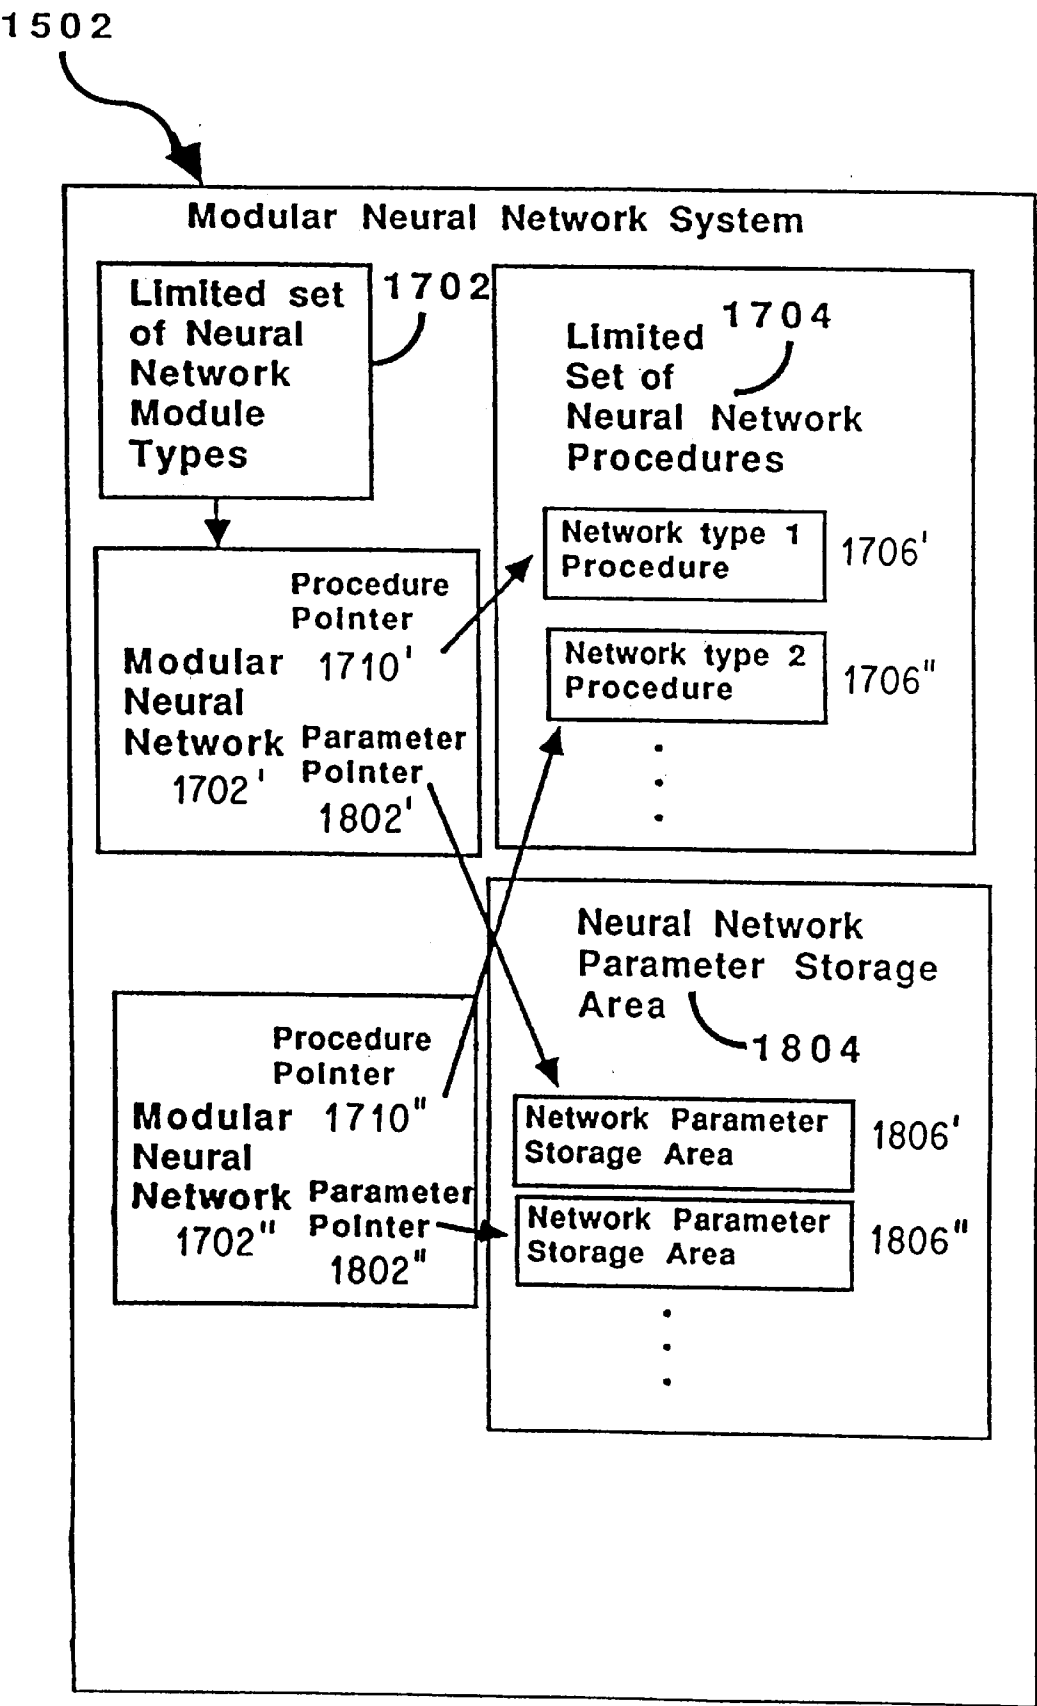 1502
Modular Neural Network System
Limited set
of Neural
Network
Module
Types
1702
1704
Limited
Set of
Neural Network
Procedures
Network type 1
Procedure
1706'
Network type 2
Procedure
1706"
Procedure
Pointer
1710'
Modular
Neural
Network
1702'
Parameter
Pointer
1802'
Neural Network
Parameter Storage
Area
1804
Procedure
Pointer
1710"
Modular
Neural
Network
1702"
Parameter
Pointer
1802"
Network Parameter
Storage Area
1806'
Network Parameter
Storage Area
1806"